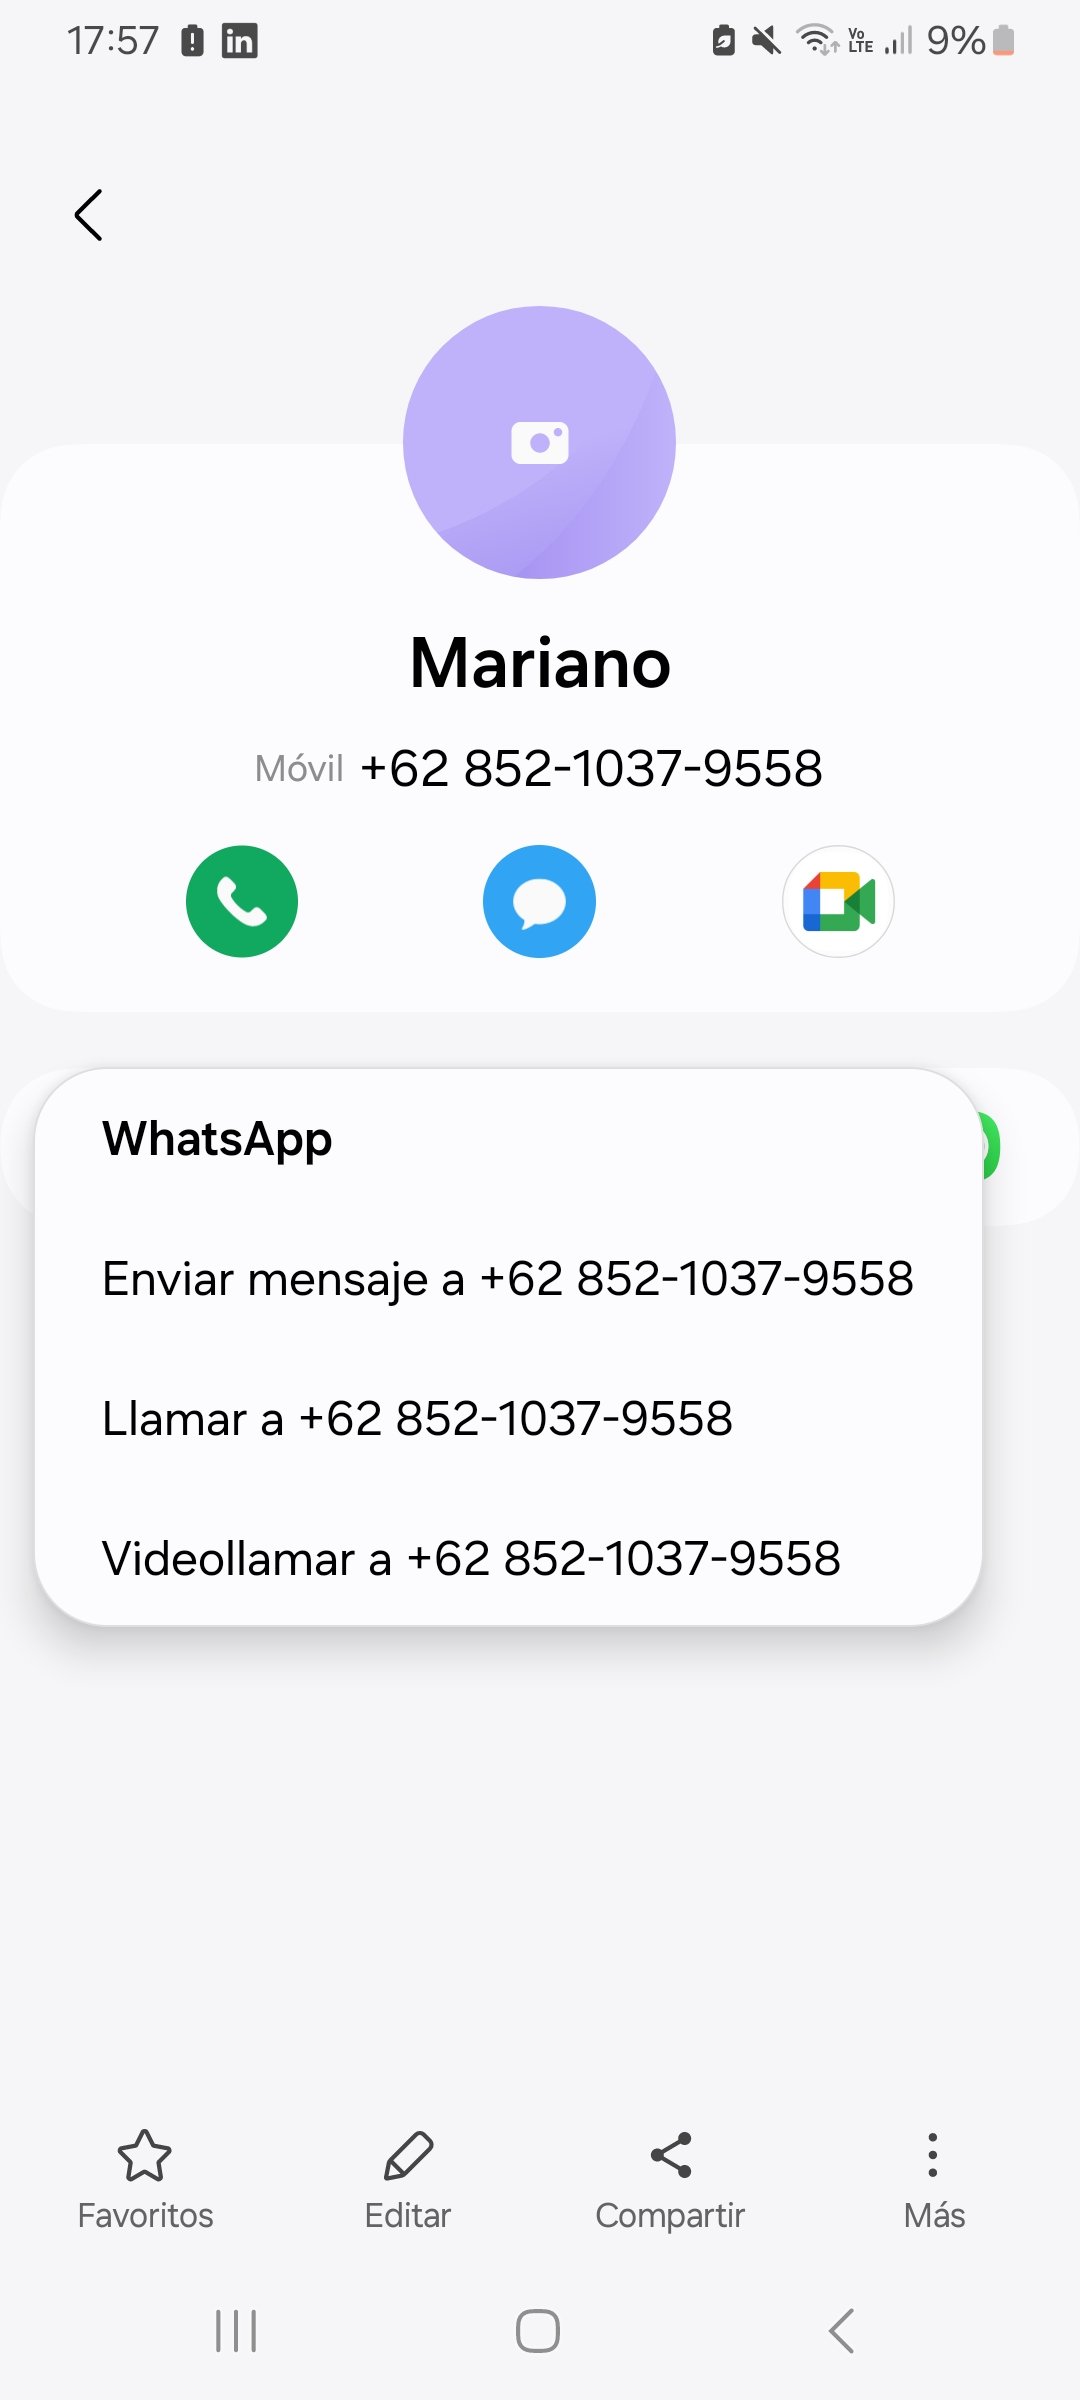 17:57
in
Vo
LTE
9%
Mariano
Móvil +62 852-1037-9558
WhatsApp
Enviar mensaje a +62 852-1037-9558
Llamar a +62 852-1037-9558
Videollamar a +62 852-1037-9558
Favoritos
Editar
Compartir
Más